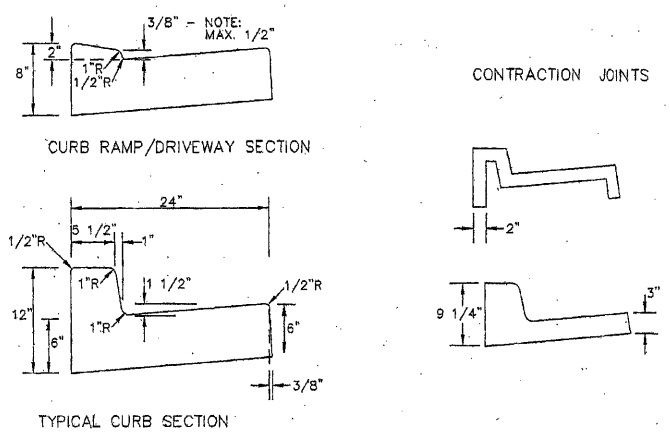 3/8" - NOTE:
MAX. 1/2"
2"
8"
1"R
1/2"R
CURB RAMP/DRIVEWAY SECTION
24"
5 1/2"
1"
1/2"R
1"R
1 1/2"
1/2"R
12"
6"
1"R
6"
3/8"
TYPICAL CURB SECTION
CONTRACTION JOINTS
2"
9 1/4"
3"